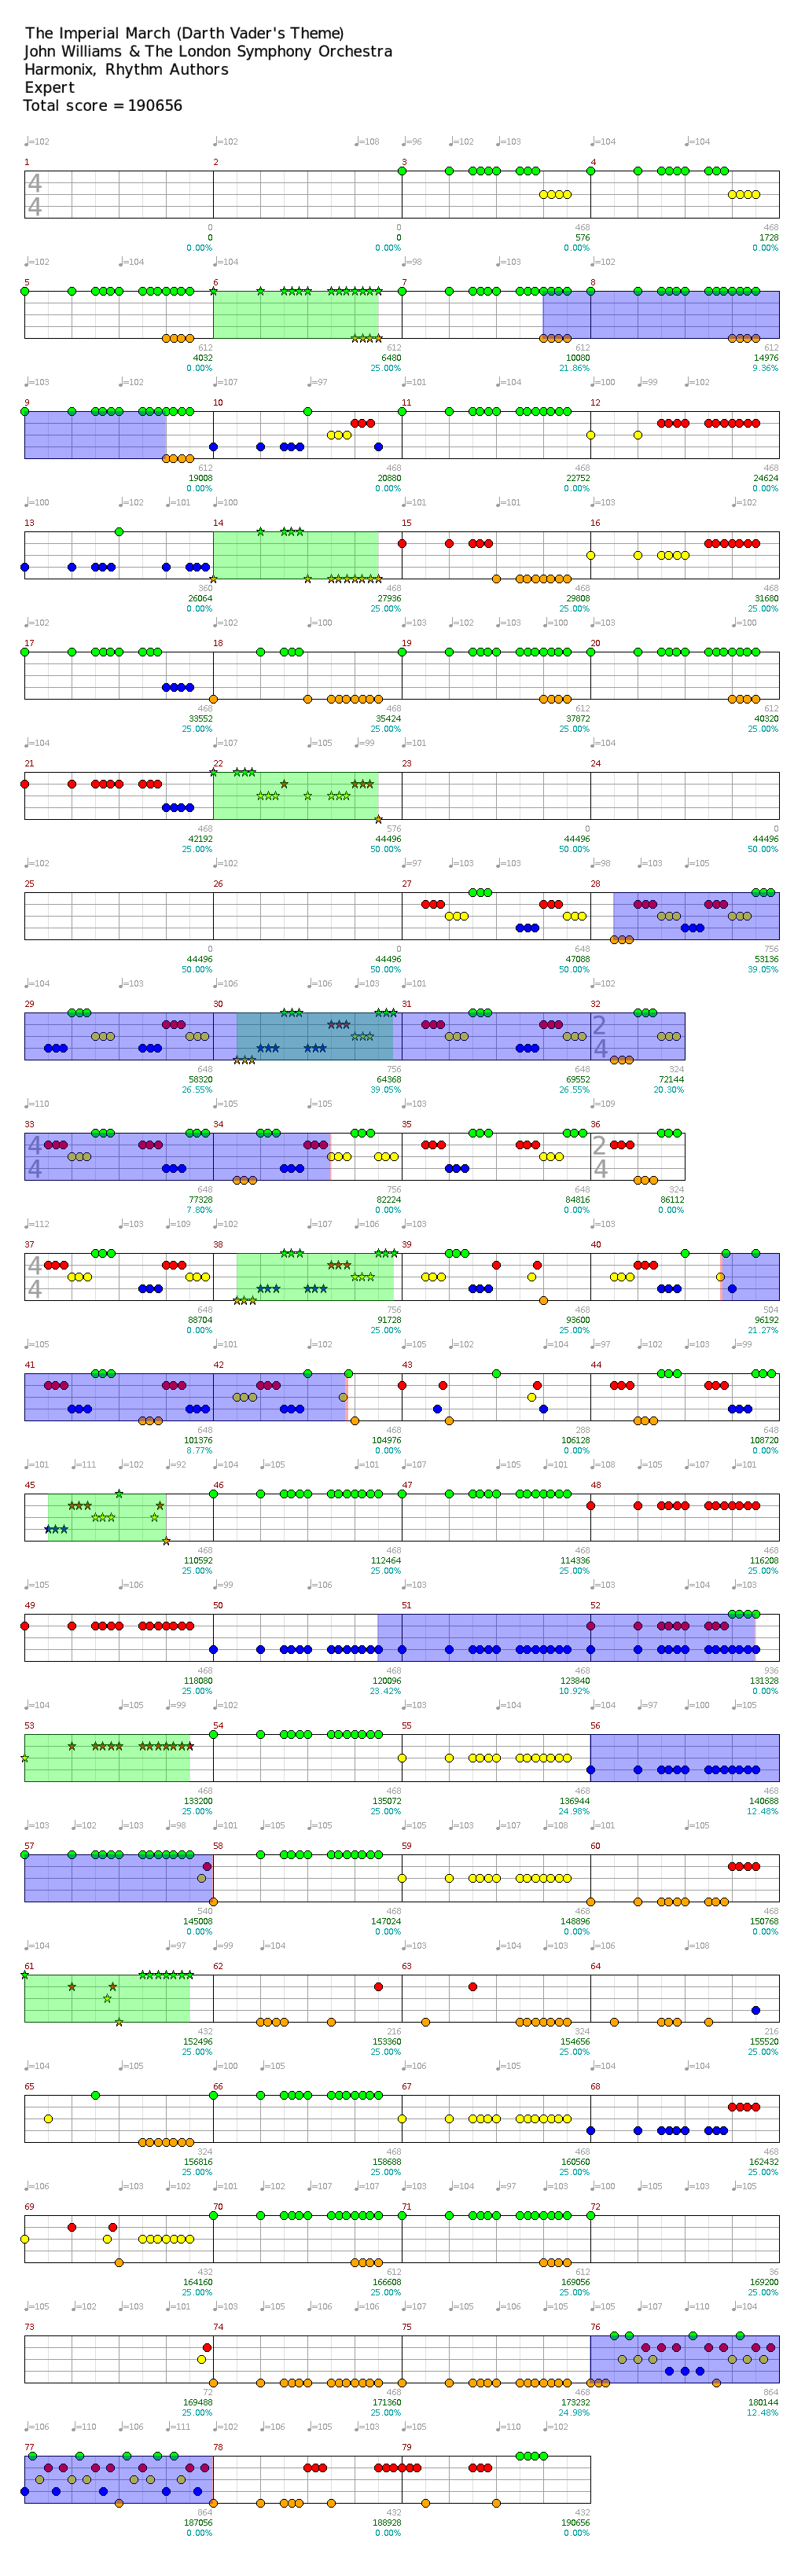 The Imperial March (Darth Vader's Theme)
John Williams & The London Symphony Orchestra
Harmonix, Rhythm Authors
Expert
Total score = 190656
♩=102 ♩=102 ♩=108 ♩=96 ♩=102 ♩=103 ♩=104 ♩=104
1 2 3 4
4
4
0 0 468 468
0 0 576 1728
0.00% 0.00% 0.00% 0.00%
♩=102 ♩=104 ♩=104 ♩=98 ♩=103 ♩=102
5 6 7 8
612 612 612 612
4032 6480 10080 14976
0.00% 25.00% 21.86% 9.36%
♩=103 ♩=102 ♩=107 ♩=97 ♩=101 ♩=104 ♩=100 ♩=99 ♩=102
9 10 11 12
612 468 468 468
19008 20880 22752 24624
0.00% 0.00% 0.00% 0.00%
♩=100 ♩=102 ♩=101 ♩=100 ♩=101 ♩=101 ♩=103 ♩=102
13 14 15 16
360 468 468 468
26064 27936 29808 31680
0.00% 25.00% 25.00% 25.00%
♩=102 ♩=102 ♩=100 ♩=103 ♩=102 ♩=100 ♩=103 ♩=100
17 18 19 20
468 468 612 612
33552 35424 37872 40320
25.00% 25.00% 25.00% 25.00%
♩=104 ♩=107 ♩=105 ♩=99 ♩=101
21 22 23 24
468 576 0 0
42192 44496 44496 44496
25.00% 50.00% 50.00% 50.00%
♩=102 ♩=102 ♩=97 ♩=103 ♩=103 ♩=98 ♩=103 ♩=105
25 26 27 28
0 0 648 756
44496 44496 47088 53136
50.00% 50.00% 50.00% 39.05%
♩=104 ♩=103 ♩=106 ♩=106 ♩=103 ♩=101 ♩=102
29 30 31 32
2
4
648 756 648 324
58320 64368 69552 72144
26.55% 39.05% 26.55% 20.30%
♩=110 ♩=105 ♩=105 ♩=103 ♩=109
33 34 35 36
4 2
4 4
648 756 648 324
77328 82224 84816 86112
7.80% 0.00% 0.00% 0.00%
♩=112 ♩=103 ♩=109 ♩=102 ♩=107 ♩=106 ♩=103 ♩=103
37 38 39 40
4
4
648 756 468 504
88704 91728 93600 96192
0.00% 25.00% 25.00% 21.27%
♩=105 ♩=101 ♩=102 ♩=105 ♩=102 ♩=104 ♩=97 ♩=103 ♩=99
41 42 43 44
648 468 288 648
101376 104976 106128 108720
8.77% 0.00% 0.00% 0.00%
♩=101 ♩=111 ♩=102 ♩=92 ♩=104 ♩=105 ♩=101 ♩=107 ♩=101 ♩=108 ♩=101
45 46 47 48
468 468 468 468
110592 112464 114336 116208
25.00% 25.00% 25.00% 25.00%
♩=105 ♩=106 ♩=99 ♩=106 ♩=103 ♩=103 ♩=104 ♩=103
49 50 51 52
468 468 468 936
118080 120096 123840 131328
25.00% 23.42% 10.92% 0.00%
♩=104 ♩=105 ♩=99 ♩=102 ♩=103 ♩=104 ♩=104 ♩=97 ♩=100 ♩=105
53 54 55 56
468 468 468 468
133200 135072 136944 140688
25.00% 25.00% 24.98% 12.48%
♩=103 ♩=102 ♩=103 ♩=98 ♩=101 ♩=105 ♩=106 ♩=103 ♩=107 ♩=108 ♩=101 ♩=105
57 58 59 60
540 468 468 468
145008 147024 148896 150768
0.00% 0.00% 0.00% 0.00%
♩=104 ♩=97 ♩=99 ♩=104 ♩=103 ♩=104 ♩=103 ♩=106 ♩=108
61 62 63 64
432 216 324 216
152496 153360 154656 155520
25.00% 25.00% 25.00% 25.00%
♩=104 ♩=105 ♩=100 ♩=105 ♩=106 ♩=104 ♩=104
65 66 67 68
324 468 468 468
156816 158688 160560 162432
25.00% 25.00% 25.00% 25.00%
♩=106 ♩=103 ♩=102 ♩=101 ♩=102 ♩=107 ♩=103 ♩=104 ♩=97 ♩=103 ♩=100 ♩=103 ♩=105 ♩=105
69 70 71 72
432 612 612 36
164160 166608 169056 169200
25.00% 25.00% 25.00% 25.00%
♩=105 ♩=102 ♩=103 ♩=102 ♩=104 ♩=105 ♩=100 ♩=105 ♩=107 ♩=110 ♩=104
73 74 75 76
72 468 468 864
169488 171360 173232 180144
25.00% 25.00% 24.98% 12.48%
♩=106 ♩=110 ♩=106 ♩=111 ♩=102 ♩=106 ♩=103 ♩=105 ♩=110 ♩=102
77 78 79
864 432 432
187056 188928 190656
0.00% 0.00% 0.00%